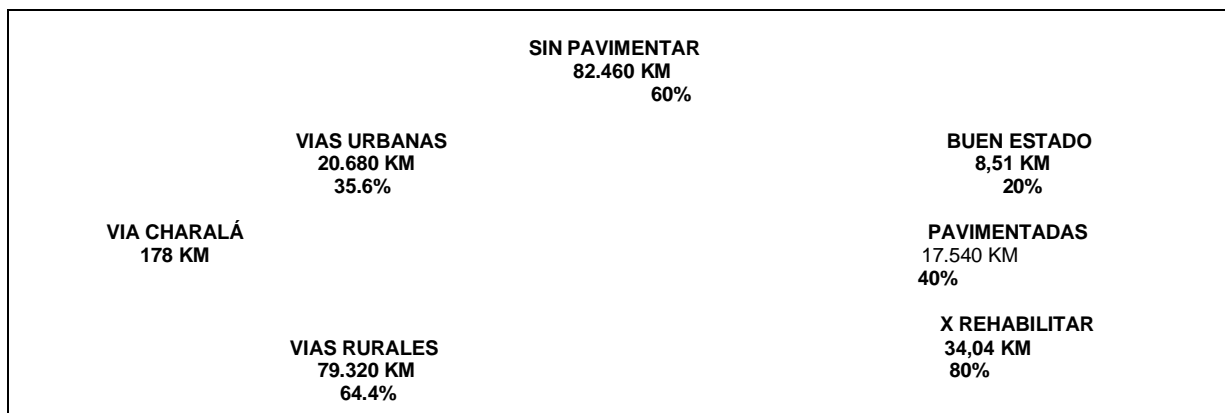 SIN PAVIMENTAR
82.460 KM
60%
VIAS URBANAS
20.680 KM
35.6%
BUEN ESTADO
8,51 KM
20%
VIA CHARALÁ
178 KM
PAVIMENTADAS
17.540 KM
40%
X REHABILITAR
34,04 KM
80%
VIAS RURALES
79.320 KM
64.4%